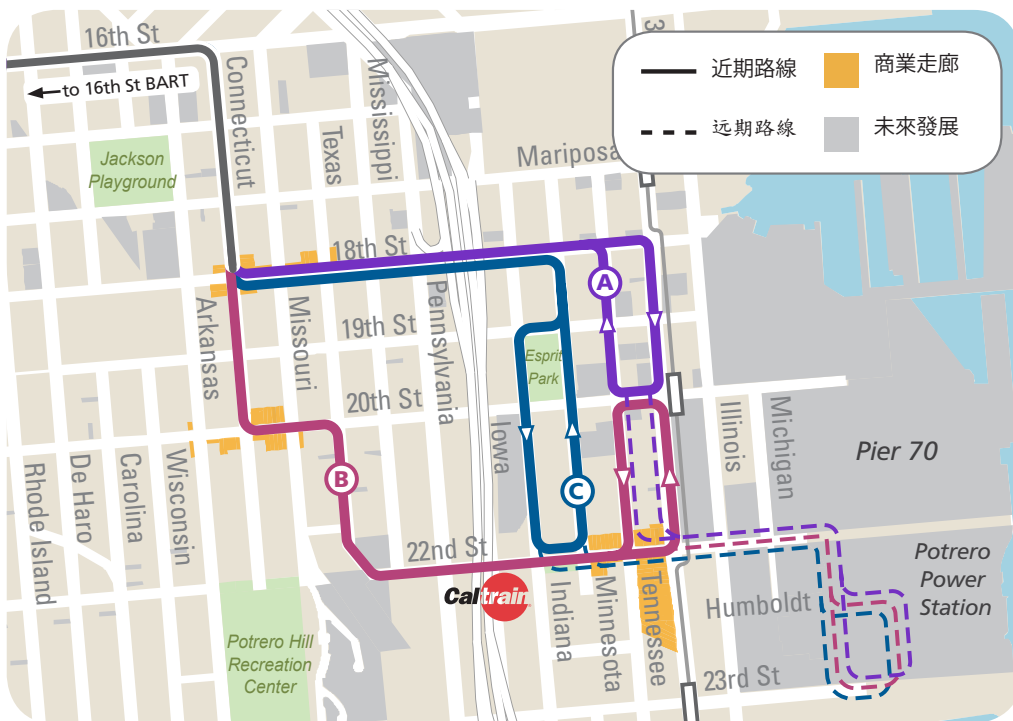 16th St
to 16th St BART
Connecticut
Mississippi
Texas
Jackson
Playground
Mariposa
3
近期路線
商業走廊
远期路線
未來發展
18th St
A
Arkansas
Missouri
Pennsylvania
19th St
Esprit
Park
20th St
Iowa
Illinois
Michigan
Pier 70
B
C
Rhode Island
De Haro
Carolina
Wisconsin
22nd St
Caltrain
Indiana
Minnesota
Tennessee
Humboldt
Potrero
Power
Station
Potrero Hill
Recreation
Center
23rd St